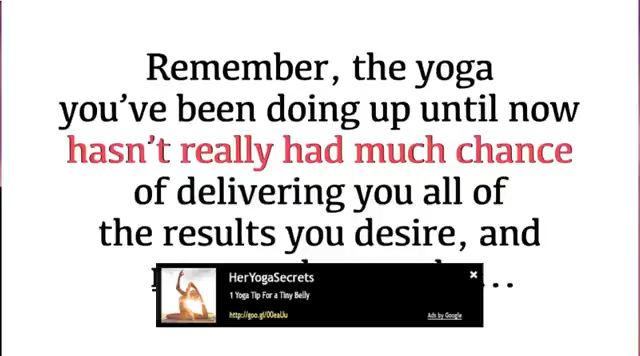 Remember, the yoga
you've been doing up until now
hasn't really had much chance
of delivering you all of
the results you desire, and
...
HerYogaSecrets
1 Yoga Tip For a Tiny Belly
http://goo.gl/00eaUu
Ads by Google